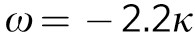 ω = − 2.2κ